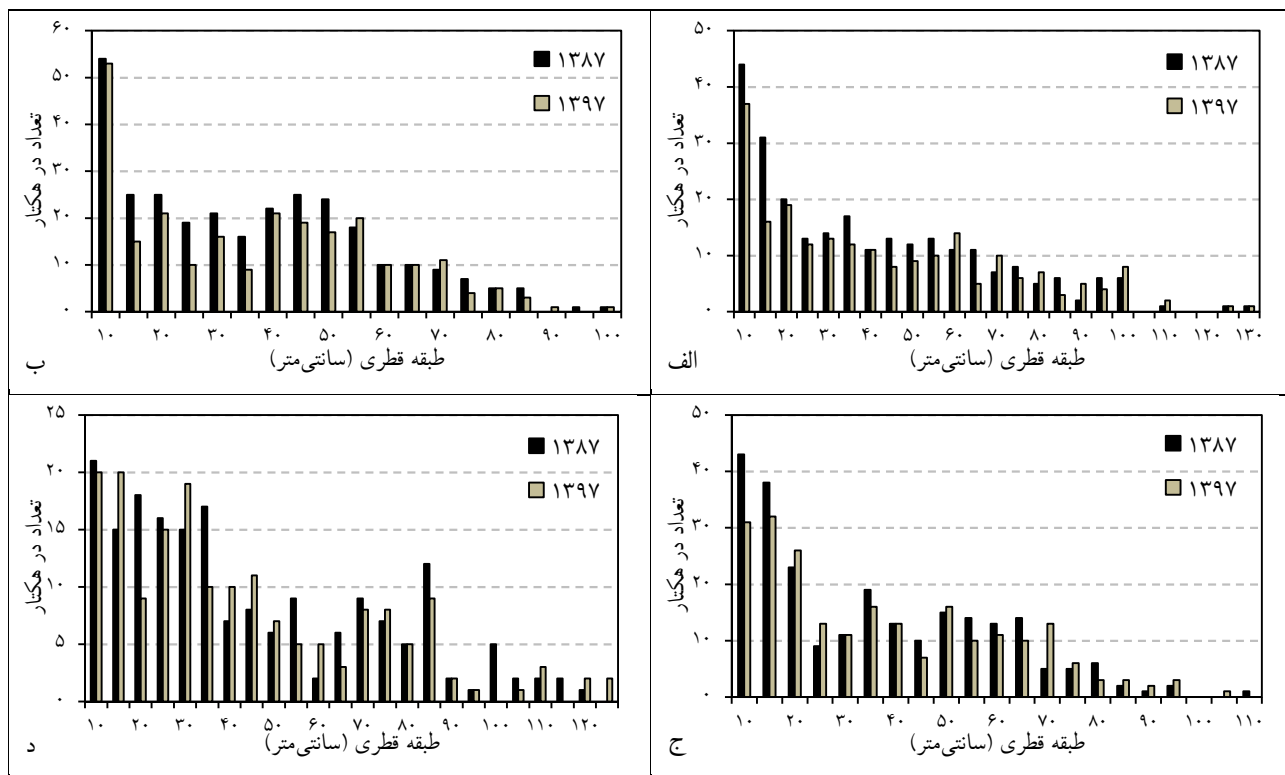 ۵۰
۴۰
۳۰
۲۰
۱۰
۰
تعداد در هکتار
۱۳۸۷
۱۳۹۷
۱۰ ۲۰ ۳۰ ۴۰ ۵۰ ۶۰ ۷۰ ۸۰ ۹۰ ۱۰۰ ۱۱۰ ۱۲۰ ۱۳۰
طبقه قطری (سانتی‌متر)
الف
۶۰
۵۰
۴۰
۳۰
۲۰
۱۰
۰
تعداد در هکتار
۱۳۸۷
۱۳۹۷
۱۰ ۲۰ ۳۰ ۴۰ ۵۰ ۶۰ ۷۰ ۸۰ ۹۰ ۱۰۰
طبقه قطری (سانتی‌متر)
ب
۵۰
۴۰
۳۰
۲۰
۱۰
۰
تعداد در هکتار
۱۳۸۷
۱۳۹۷
۱۰ ۲۰ ۳۰ ۴۰ ۵۰ ۶۰ ۷۰ ۸۰ ۹۰ ۱۰۰ ۱۱۰
طبقه قطری (سانتی‌متر)
ج
۲۵
۲۰
۱۵
۱۰
۵
۰
تعداد در هکتار
۱۳۸۷
۱۳۹۷
۱۰ ۲۰ ۳۰ ۴۰ ۵۰ ۶۰ ۷۰ ۸۰ ۹۰ ۱۰۰ ۱۱۰ ۱۲۰
طبقه قطری (سانتی‌متر)
د